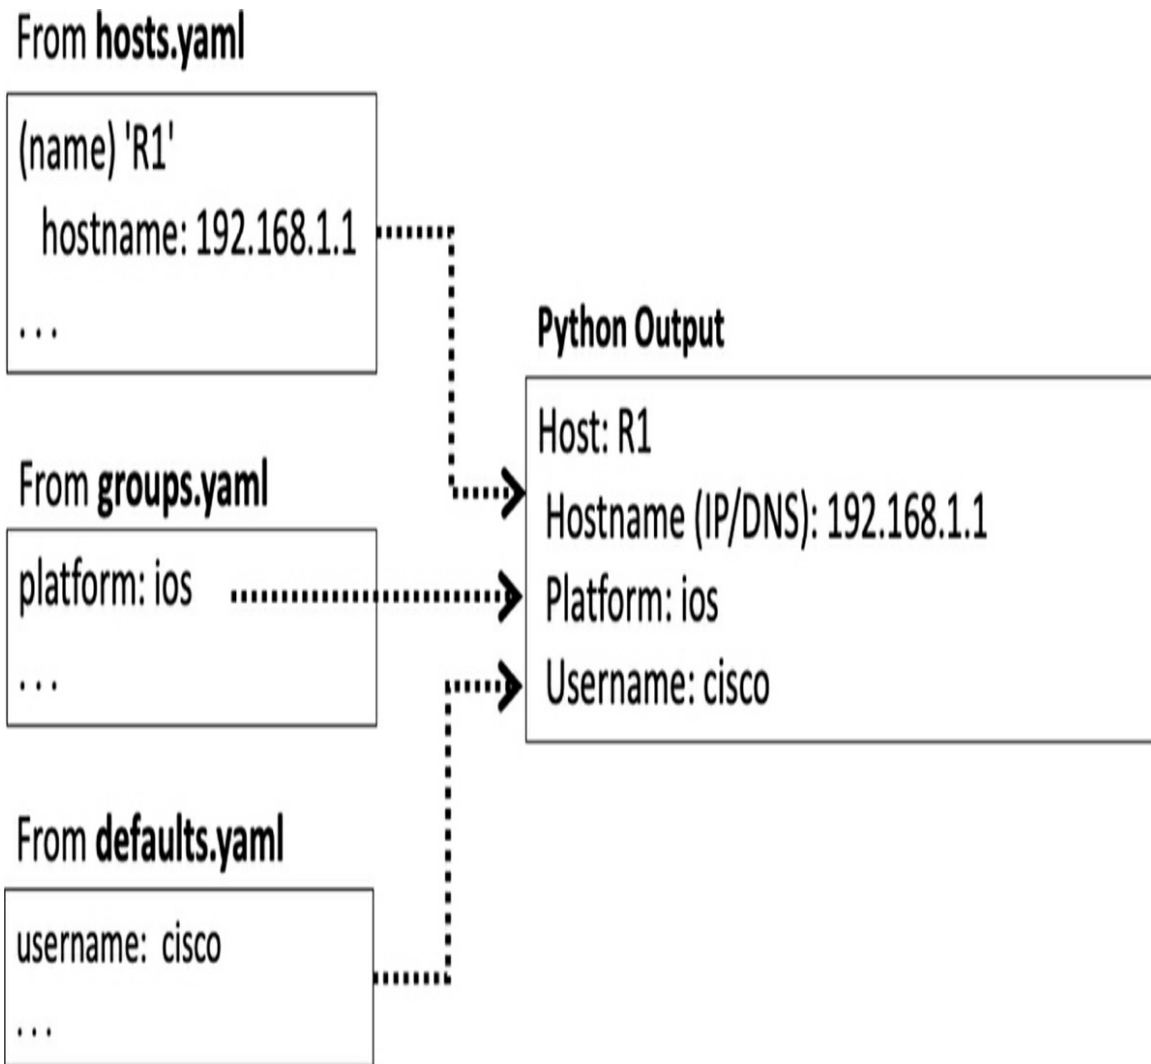 From hosts.yaml
(name) 'R1'
hostname: 192.168.1.1
. . .
From groups.yaml
platform: ios
. . .
From defaults.yaml
username: cisco
. . .
Python Output
Host: R1
Hostname (IP/DNS): 192.168.1.1
Platform: ios
Username: cisco